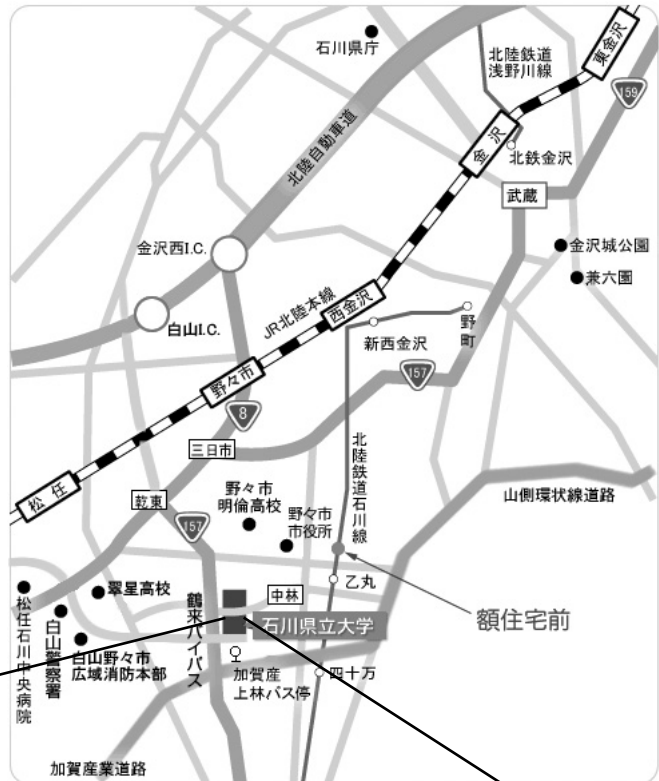 石川県庁
北陸鉄道
浅野川線
東金沢
159
北陸自動車道
金沢
北鉄金沢
武蔵
金沢西I.C.
金沢城公園
兼六園
白山I.C.
JR北陸本線
西金沢
野町
新西金沢
野々市
157
8
三日市
北陸鉄道石川線
松任
乾東
野々市
明倫高校
山側環状線道路
157
野々市
市役所
乙丸
翠星高校
中林
額住宅前
松任石川中央病院
白山警察署
鶴来バイパス
石川県立大学
白山野々市
広域消防本部
加賀産
上林バス停
四十万
加賀産業道路